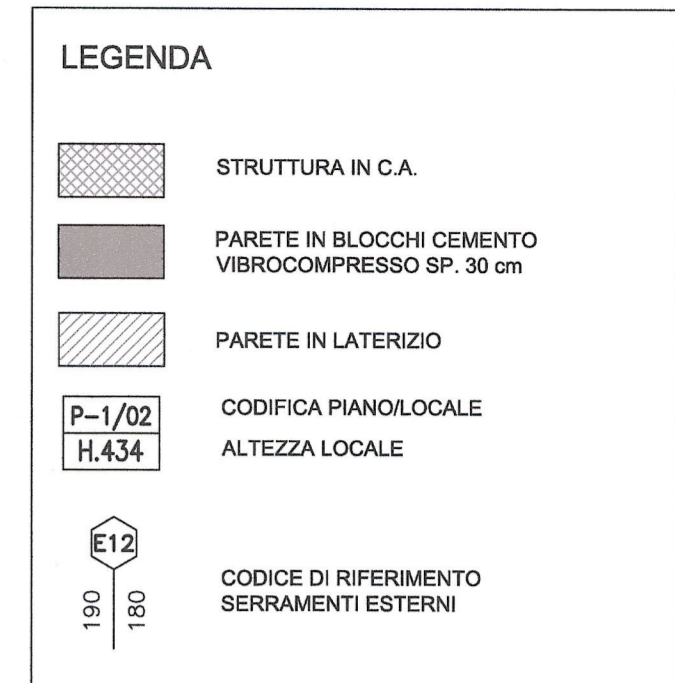 LEGENDA
STRUTTURA IN C.A.
PARETE IN BLOCCHI CEMENTO
VIBROCOMPRESSO SP. 30 cm
PARETE IN LATERIZIO
P-1/02
CODIFICA PIANO/LOCALE
H.434
ALTEZZA LOCALE
E12
190
180
CODICE DI RIFERIMENTO
SERRAMENTI ESTERNI